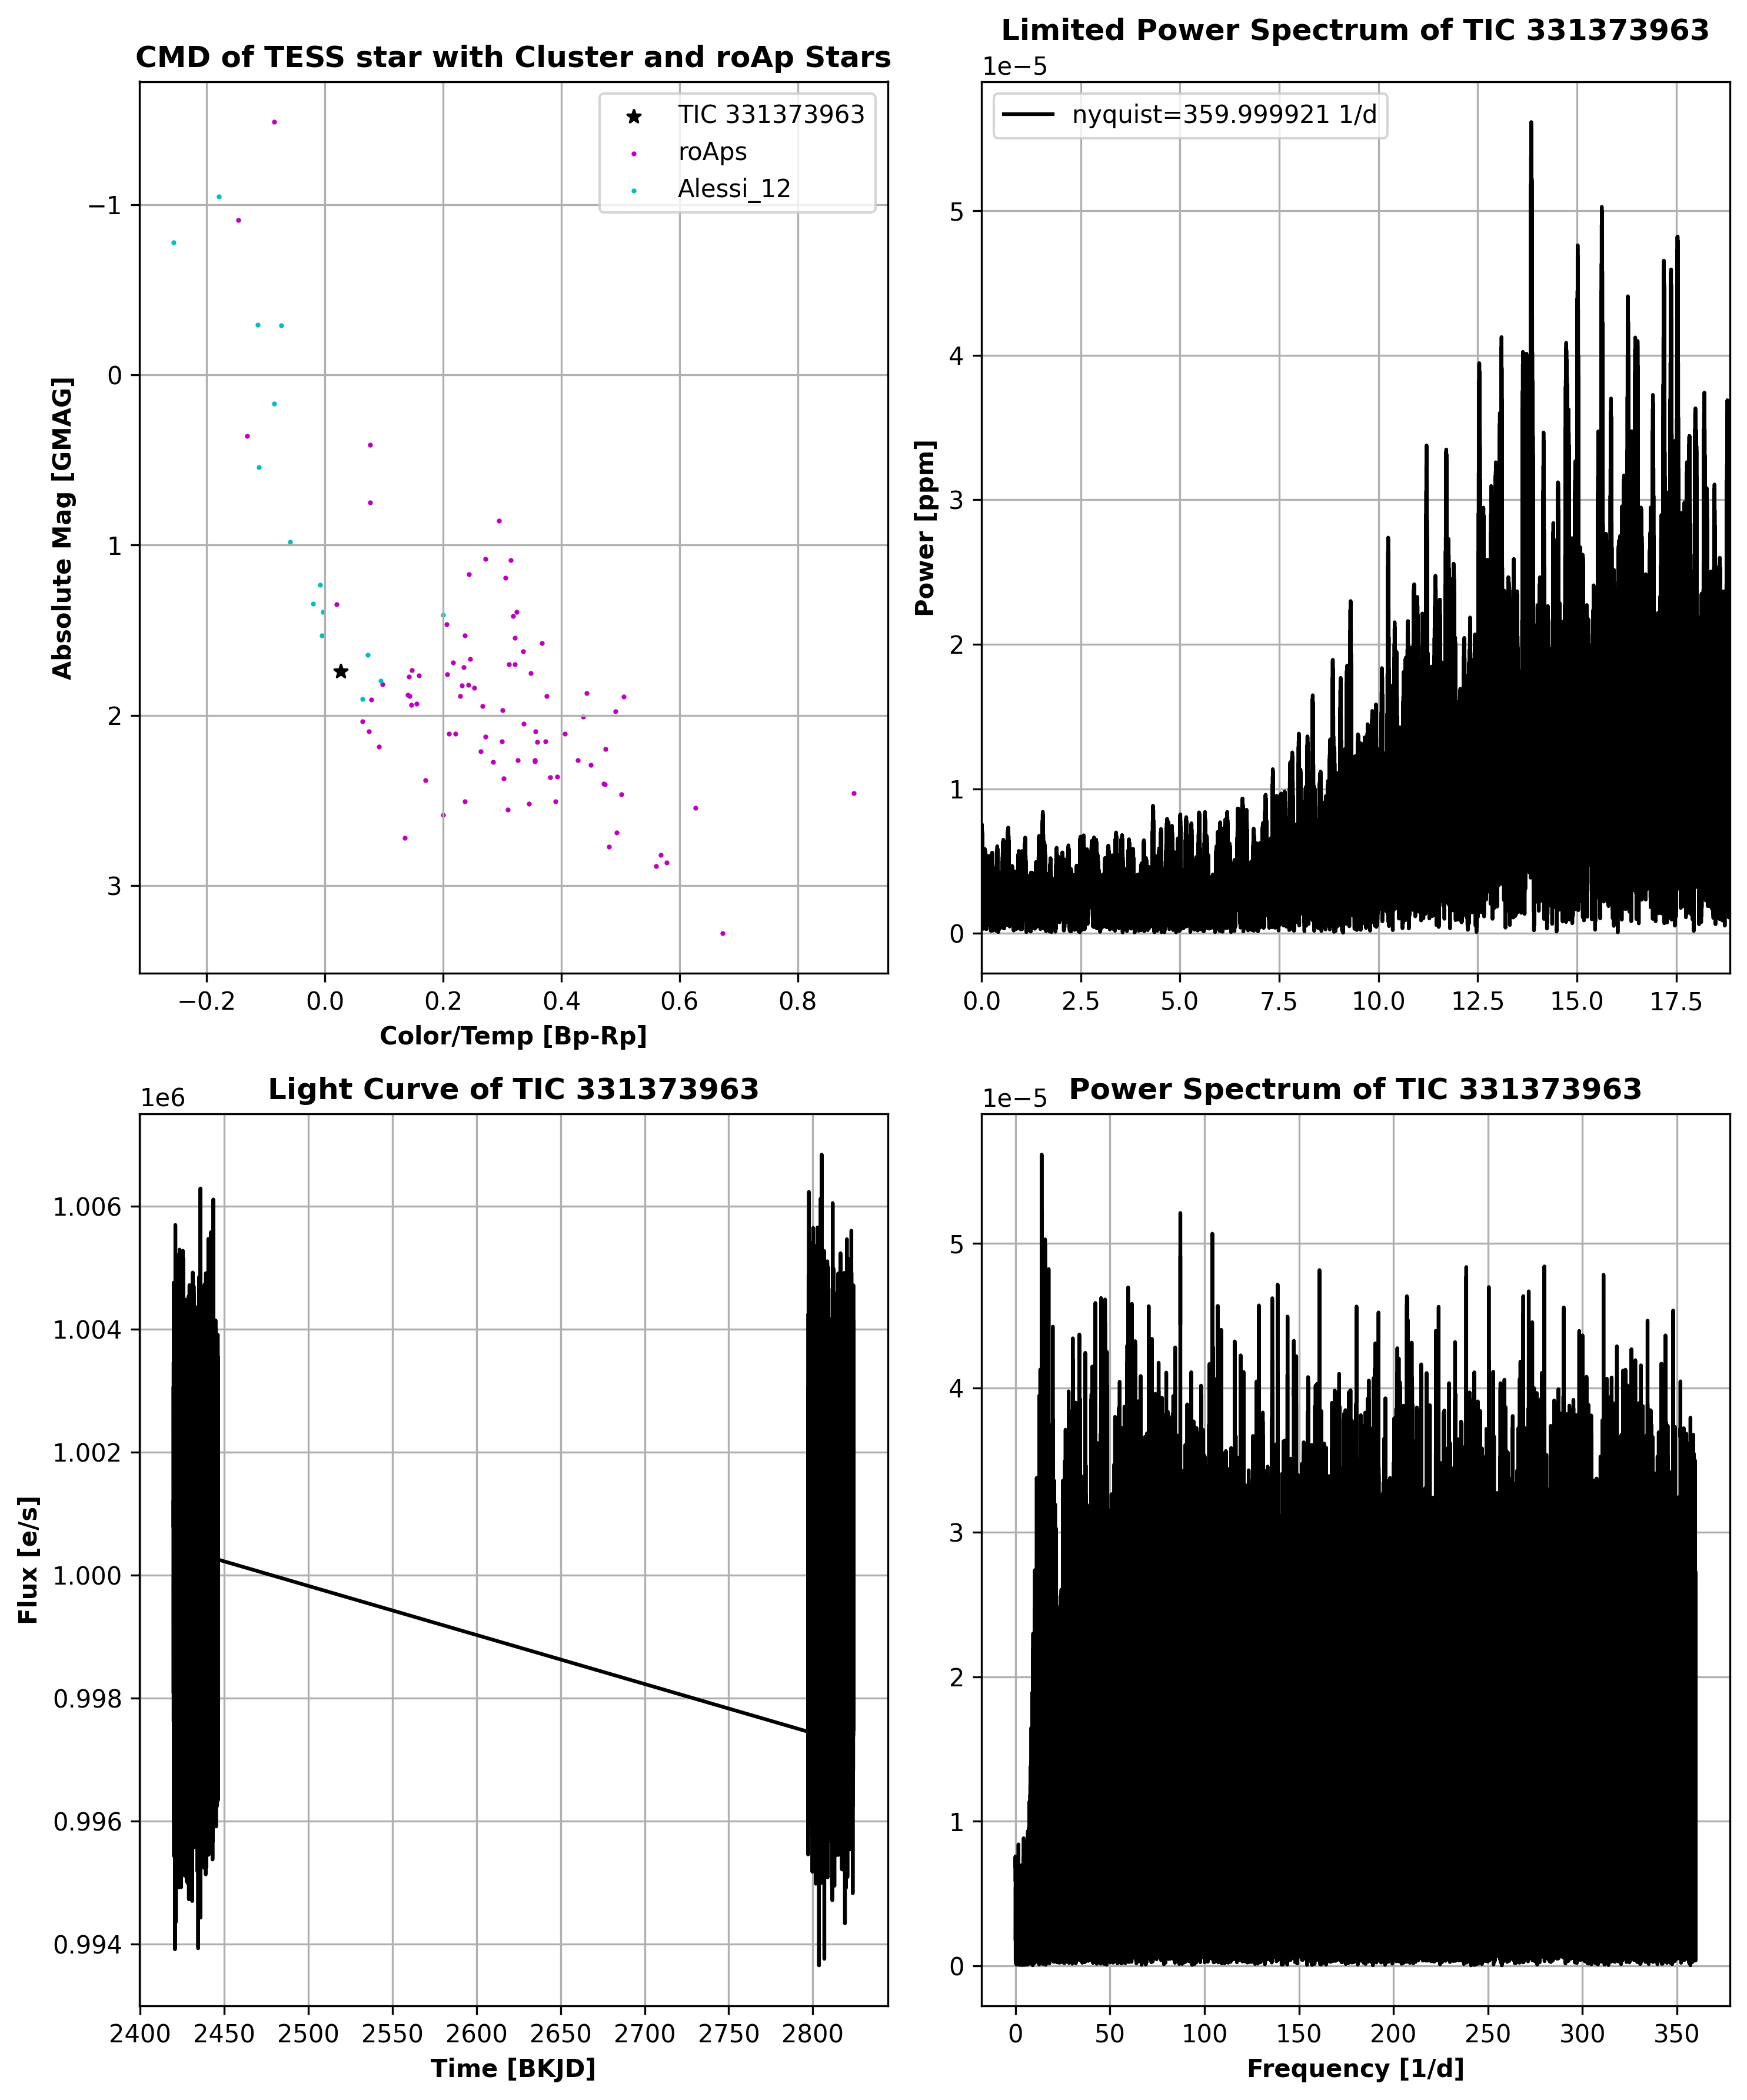 CMD of TESS star with Cluster and roAp Stars
TIC 331373963
roAps
Alessi_12
−1
0
1
2
3
Absolute Mag [GMAG]
−0.2 0.0 0.2 0.4 0.6 0.8
Color/Temp [Bp-Rp]
Limited Power Spectrum of TIC 331373963
1e−5
nyquist=359.999921 1/d
5
4
3
2
1
0
Power [ppm]
0.0 2.5 5.0 7.5 10.0 12.5 15.0 17.5
Light Curve of TIC 331373963
1e6
1.006
1.004
1.002
1.000
0.998
0.996
0.994
Flux [e/s]
2400 2450 2500 2550 2600 2650 2700 2750 2800
Time [BKJD]
Power Spectrum of TIC 331373963
1e−5
5
4
3
2
1
0
0 50 100 150 200 250 300 350
Frequency [1/d]